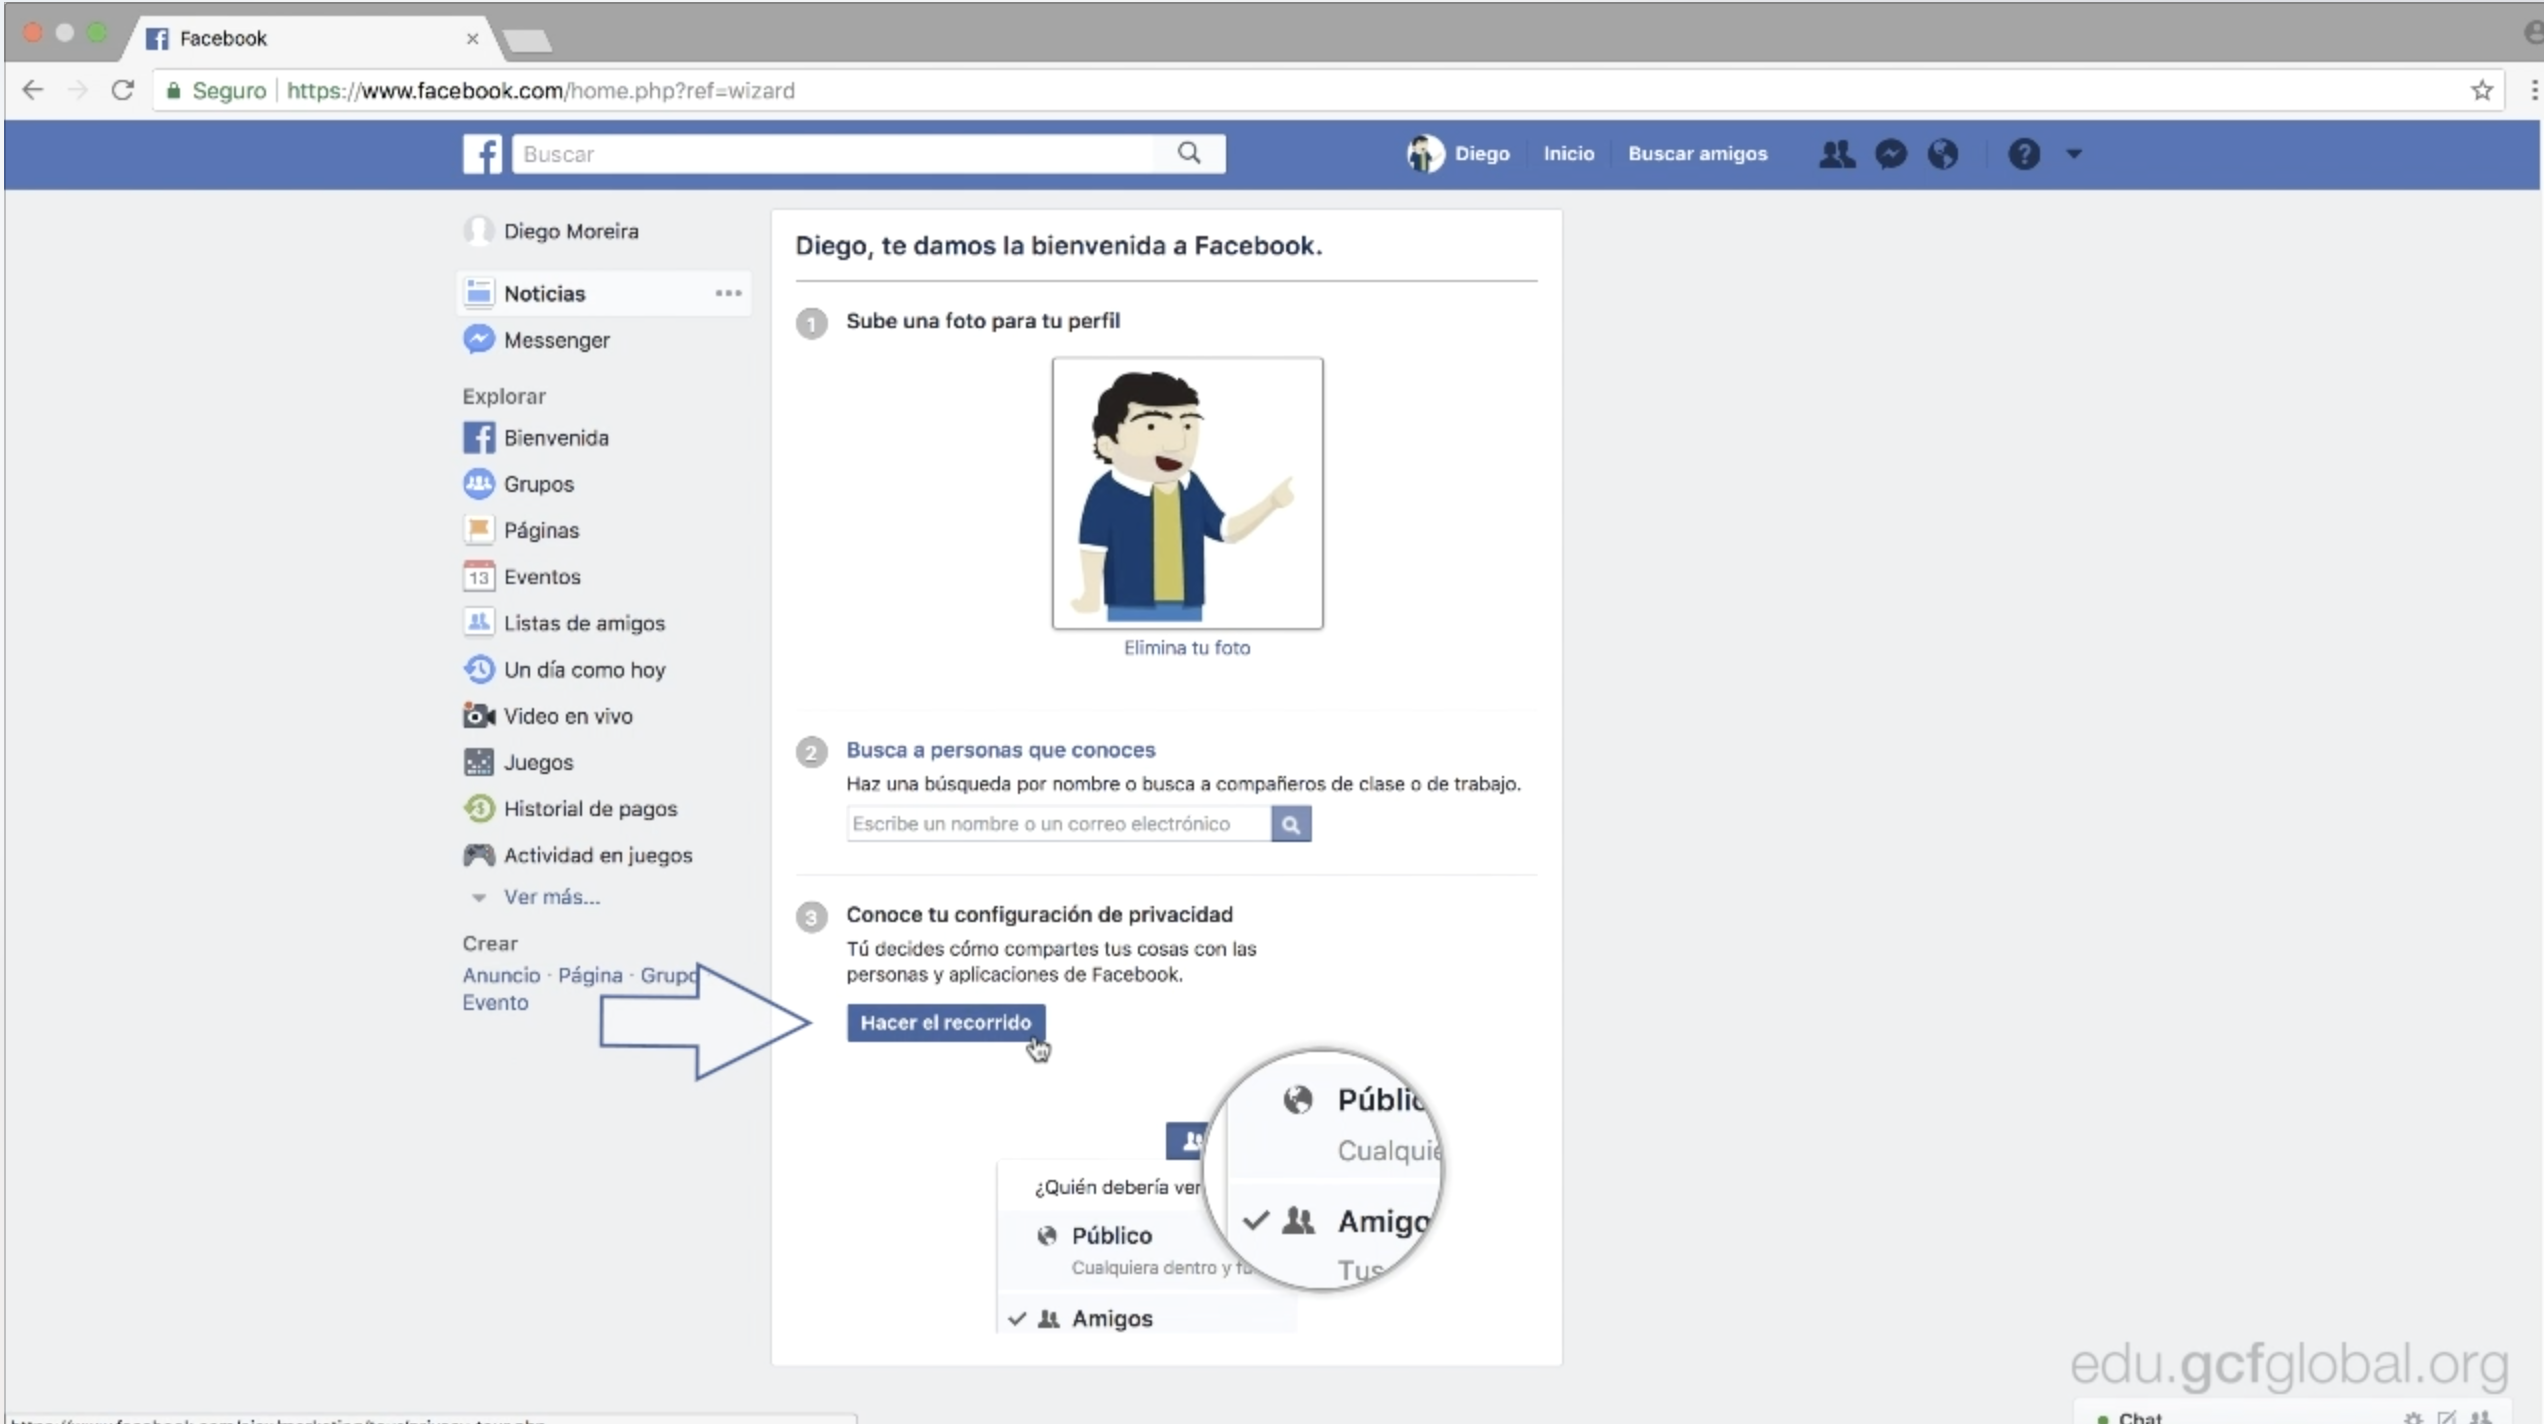 Facebook
Seguro https://www.facebook.com/home.php?ref=wizard
Buscar
Diego
Inicio
Buscar amigos
Diego Moreira
Noticias
Messenger
Explorar
Bienvenida
Grupos
Páginas
13
Eventos
Listas de amigos
Un día como hoy
Video en vivo
Juegos
Historial de pagos
Actividad en juegos
Ver más...
Crear
Anuncio · Página · Grupo
Evento
Diego, te damos la bienvenida a Facebook.
1 Sube una foto para tu perfil
Elimina tu foto
2 Busca a personas que conoces
Haz una búsqueda por nombre o busca a compañeros de clase o de trabajo.
Escribe un nombre o un correo electrónico
3 Conoce tu configuración de privacidad
Tú decides cómo compartes tus cosas con las
personas y aplicaciones de Facebook.
Hacer el recorrido
¿Quién debería ver
Público
Cualquiera dentro y fu
Amigos
Públic
Cualquie
Amigo
Tus
edu.gcfglobal.org
Chat